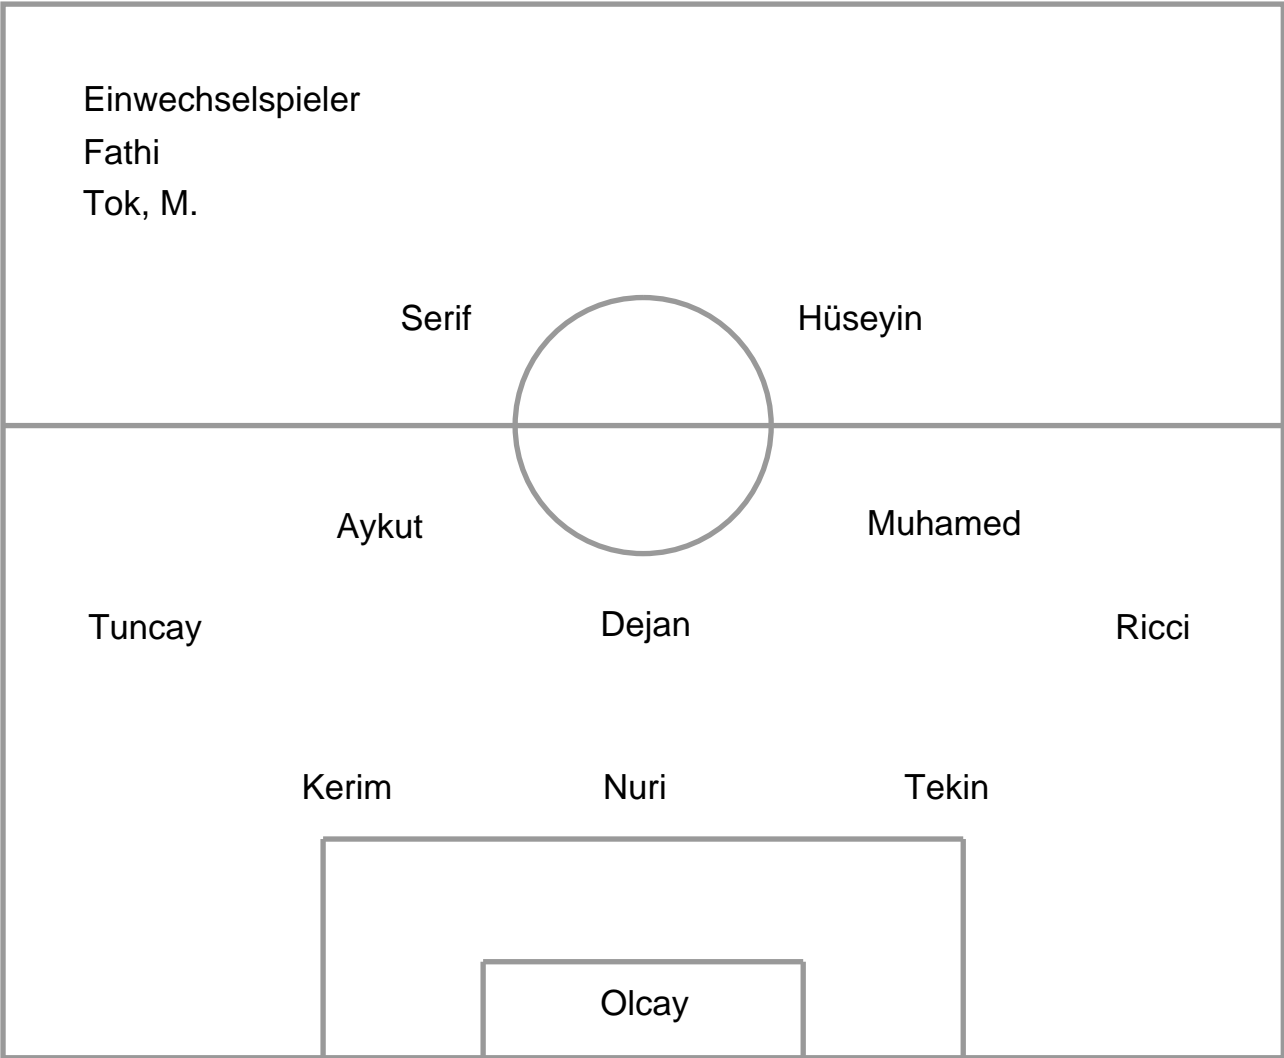 Einwechselspieler
Fathi
Tok, M.
Serif Hüseyin
Aykut Muhamed
Tuncay Dejan Ricci
Kerim Nuri Tekin
Olcay